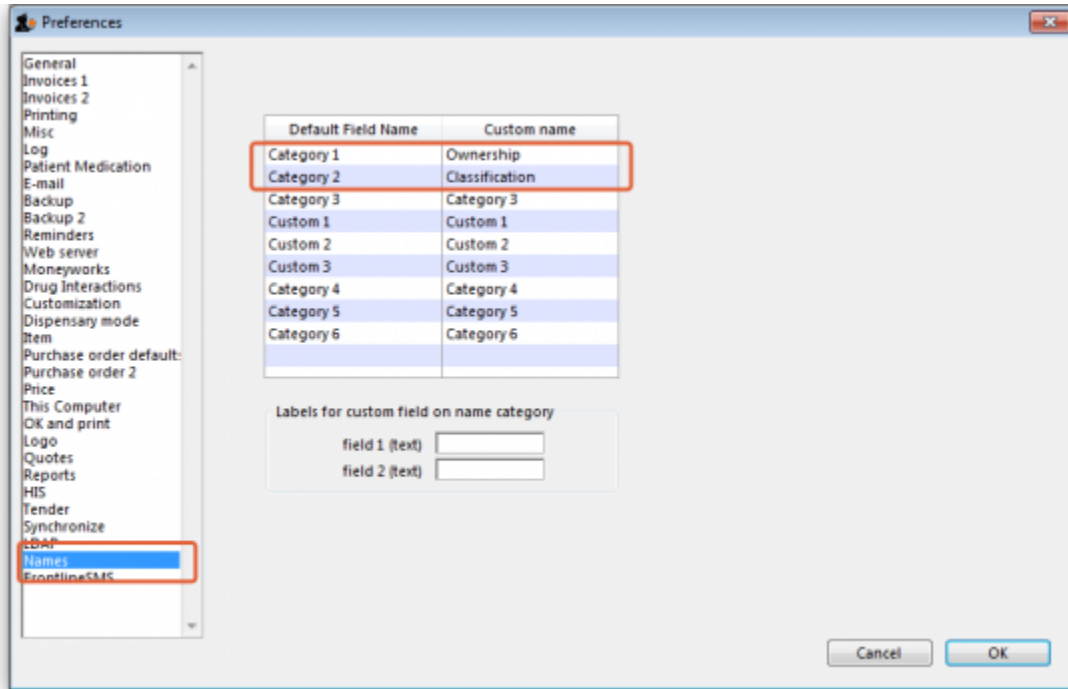 Preferences
General
Invoices 1
Invoices 2
Printing
Misc
Log
Patient Medication
E-mail
Backup
Backup 2
Reminders
Web server
Moneyworks
Drug Interactions
Customization
Dispensary mode
Item
Purchase order default:
Purchase order 2
Price
This Computer
OK and print
Logo
Quotes
Reports
HIS
Tender
Synchronize
LDAP
Names
FrontlineSMS
Default Field Name Custom name
Category 1 Ownership
Category 2 Classification
Category 3 Category 3
Custom 1 Custom 1
Custom 2 Custom 2
Custom 3 Custom 3
Category 4 Category 4
Category 5 Category 5
Category 6 Category 6
Labels for custom field on name category
field 1 (text)
field 2 (text)
Cancel OK